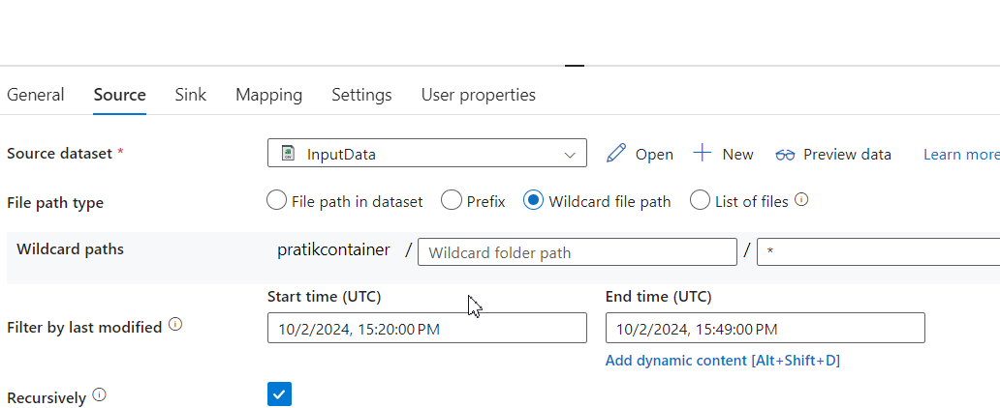 General Source Sink Mapping Settings User properties
Source dataset * InputData Open New Preview data Learn more
File path type File path in dataset Prefix Wildcard file path List of files
Wildcard paths pratikcontainer / Wildcard folder path / *
Start time (UTC) End time (UTC)
Filter by last modified 10/2/2024, 15:20:00 PM 10/2/2024, 15:49:00 PM
Add dynamic content [Alt+Shift+D]
Recursively